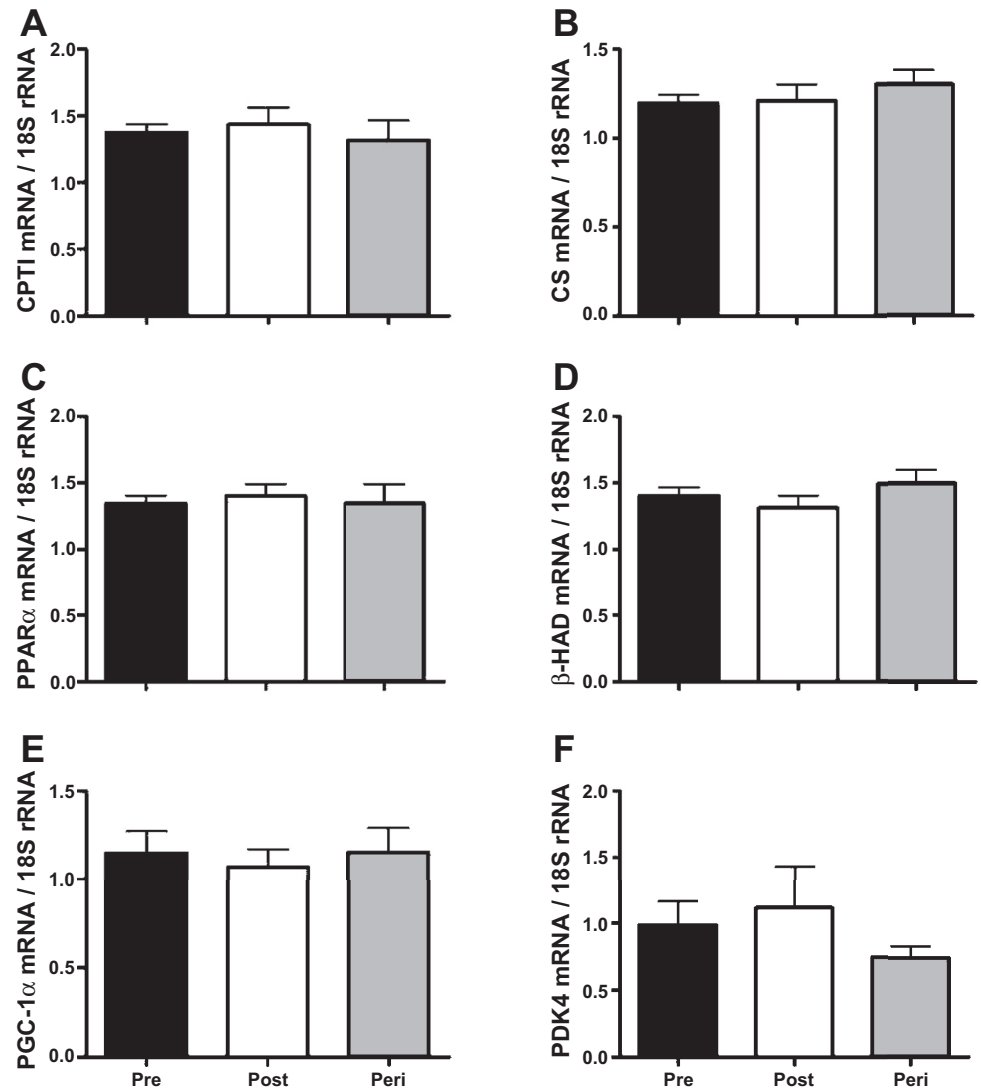 A
CPTI mRNA / 18S rRNA
2.0
1.5
1.0
0.5
0.0
B
CS mRNA / 18S rRNA
1.5
1.0
0.5
0.0
C
PPARα mRNA / 18S rRNA
2.0
1.5
1.0
0.5
0.0
D
β-HAD mRNA / 18S rRNA
2.0
1.5
1.0
0.5
0.0
E
PGC-1α mRNA / 18S rRNA
1.5
1.0
0.5
0.0
Pre Post Peri
F
PDK4 mRNA / 18S rRNA
2.0
1.5
1.0
0.5
0.0
Pre Post Peri